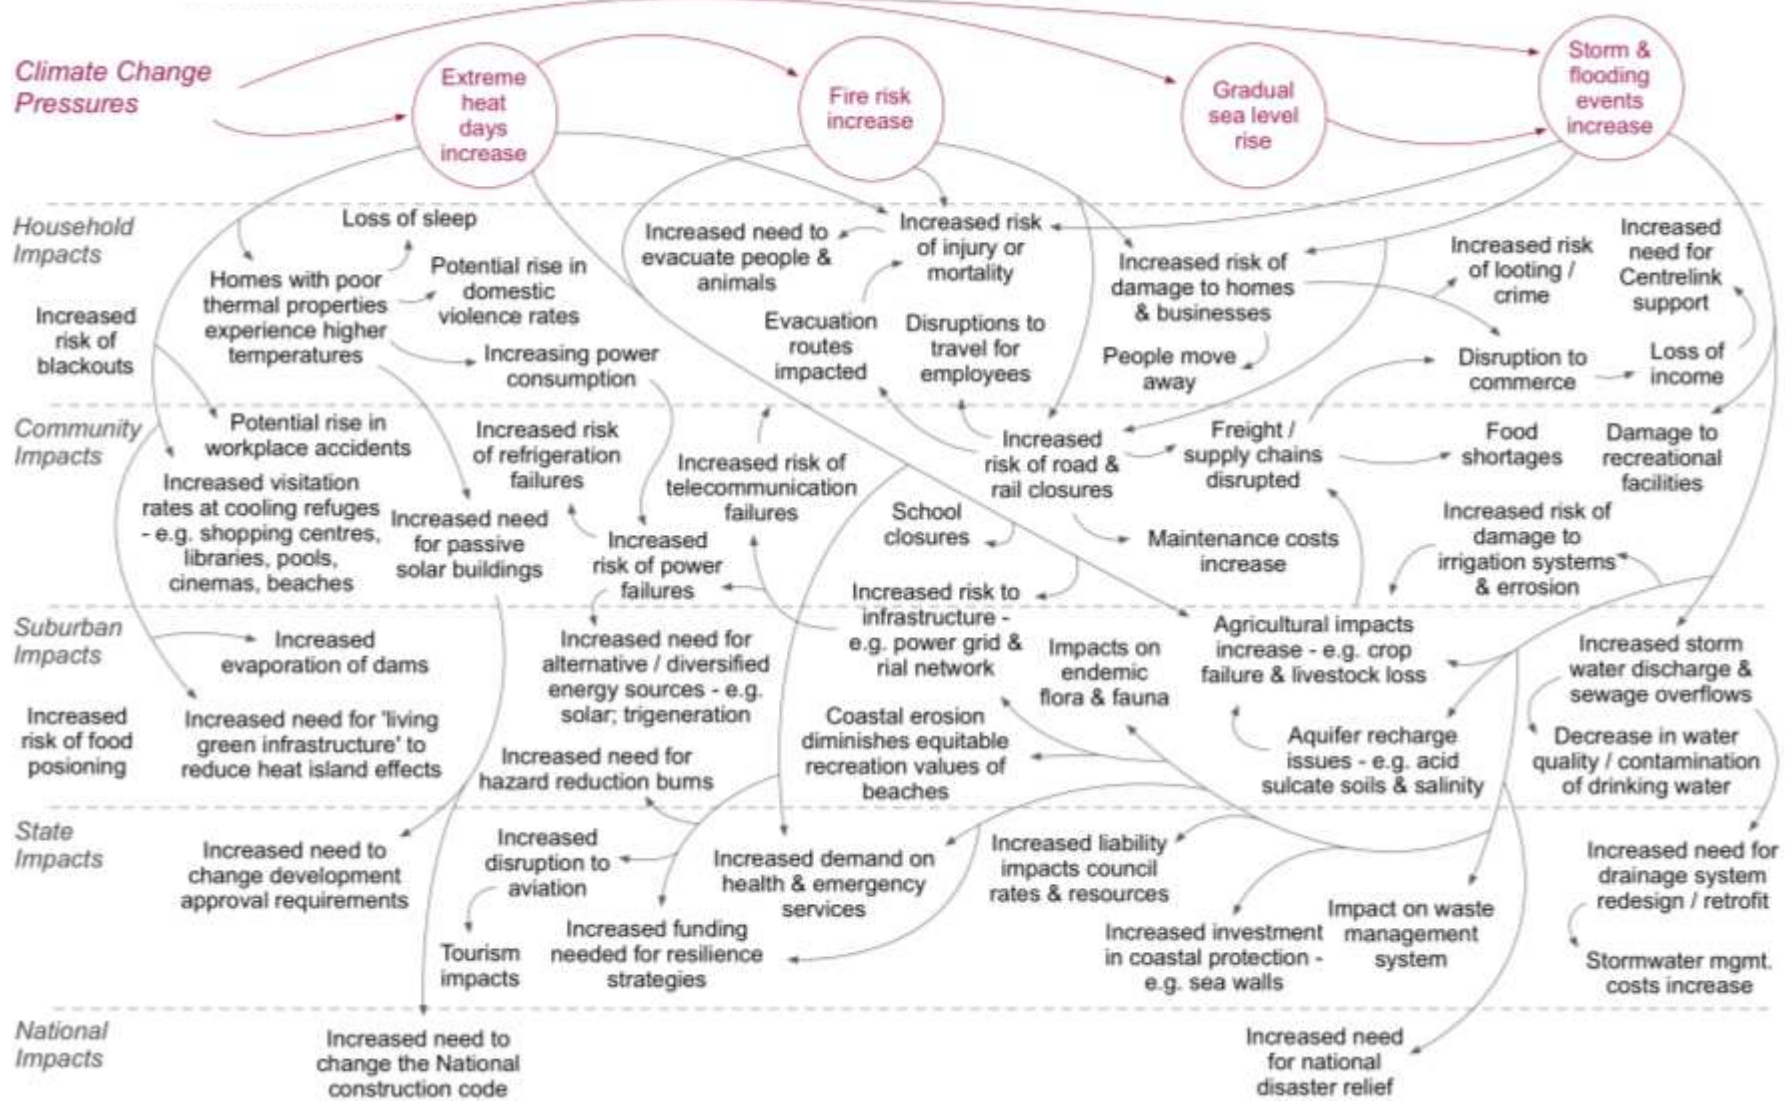 Climate Change
Pressures
Extreme
heat
days
increase
Fire risk
increase
Gradual
sea level
rise
Storm &
flooding
events
increase
Household
Impacts
Loss of sleep
Homes with poor
thermal properties
experience higher
temperatures
Potential rise in
domestic
violence rates
Increased
risk of
blackouts
Increasing power
consumption
Increased need to
evacuate people &
animals
Increased risk
of injury or
mortality
Evacuation
routes
impacted
Disruptions to
travel for
employees
Increased risk of
damage to homes
& businesses
People move
away
Increased risk
of looting /
crime
Increased
need for
Centrelink
support
Disruption to
commerce
Loss of
income
Community
Impacts
Potential rise in
workplace accidents
Increased visitation
rates at cooling refuges
- e.g. shopping centres,
libraries, pools,
cinemas, beaches
Increased risk
of refrigeration
failures
Increased need
for passive
solar buildings
Increased risk of
telecommunication
failures
Increased
risk of power
failures
Increased
risk of road &
rail closures
School
closures
Freight /
supply chains
disrupted
Maintenance costs
increase
Food
shortages
Damage to
recreational
facilities
Increased risk of
damage to
irrigation systems
& errosion
Suburban
Impacts
Increased
evaporation of dams
Increased
risk of food
posioning
Increased need for 'living
green infrastructure' to
reduce heat island effects
Increased need for
alternative / diversified
energy sources - e.g.
solar; trigeneration
Increased need for
hazard reduction burns
Increased risk to
infrastructure -
e.g. power grid &
rial network
Impacts on
endemic
flora & fauna
Coastal erosion
diminishes equitable
recreation values of
beaches
Agricultural impacts
increase - e.g. crop
failure & livestock loss
Aquifer recharge
issues - e.g. acid
sulcate soils & salinity
Increased storm
water discharge &
sewage overflows
Decrease in water
quality / contamination
of drinking water
State
Impacts
Increased need to
change development
approval requirements
Increased
disruption to
aviation
Tourism
impacts
Increased funding
needed for resilience
strategies
Increased demand on
health & emergency
services
Increased liability
impacts council
rates & resources
Increased investment
in coastal protection -
e.g. sea walls
Impact on waste
management
system
Increased need for
drainage system
redesign / retrofit
Stormwater mgmt.
costs increase
National
Impacts
Increased need to
change the National
construction code
Increased need
for national
disaster relief